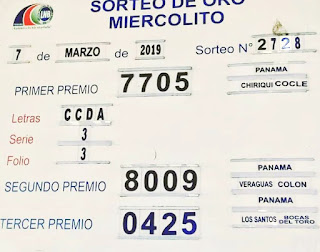 SORTEO DE ORO
MIERCOLITO
7 de MARZO de 2019 Sorteo N° 2728
PRIMER PREMIO 7705 PANAMA
CHIRIQUI COCLE
Letras CCDA
Serie 3
Folio 3
SEGUNDO PREMIO 8009 PANAMA
VERAGUAS COLON
TERCER PREMIO 0425 PANAMA
LOS SANTOS BOCAS DEL TORO